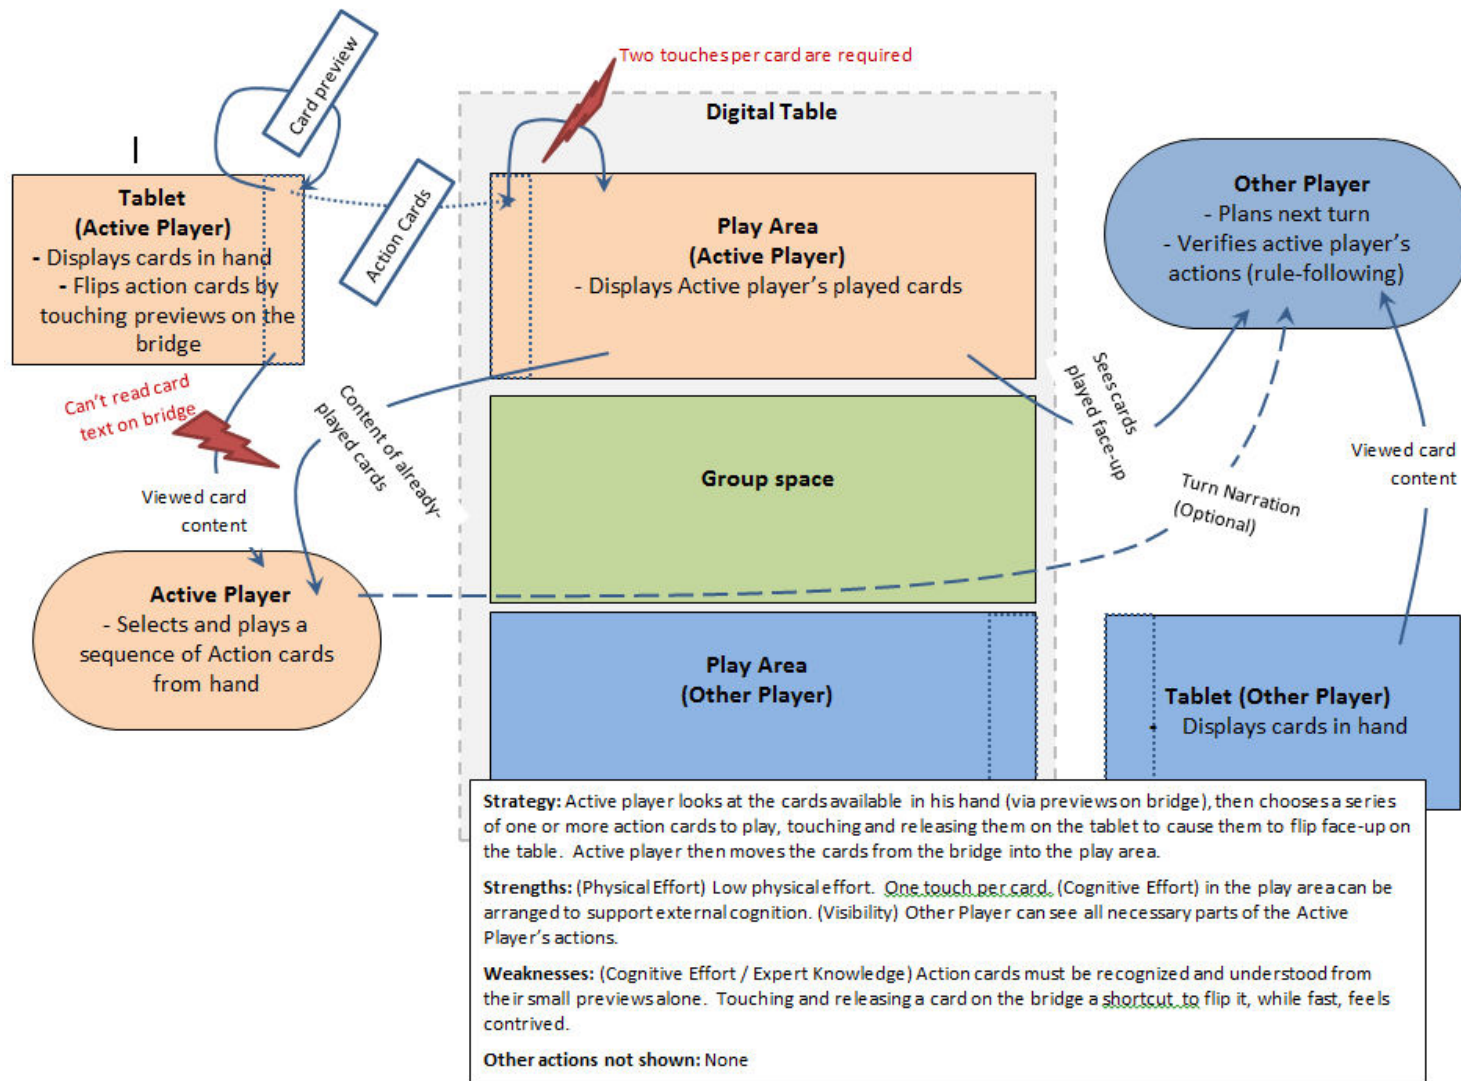 Card preview
Two touches per card are required
Digital Table
Action Cards
Tablet
(Active Player)
- Displays cards in hand
- Flips action cards by
touching previews on the
bridge
Play Area
(Active Player)
- Displays Active player's played cards
Other Player
- Plans next turn
- Verifies active player's
actions (rule-following)
Can't read card
text on bridge
Content of already-
played cards
Sees cards
played face-up
Group space
Viewed card
content
Turn Narration
(Optional)
Viewed card
content
Active Player
- Selects and plays a
sequence of Action cards
from hand
Play Area
(Other Player)
Tablet (Other Player)
- Displays cards in hand
Strategy: Active player looks at the cards available in his hand (via previews on bridge), then chooses a series
of one or more action cards to play, touching and releasing them on the tablet to cause them to flip face-up on
the table. Active player then moves the cards from the bridge into the play area.
Strengths: (Physical Effort) Low physical effort. One touch per card. (Cognitive Effort) in the play area can be
arranged to support external cognition. (Visibility) Other Player can see all necessary parts of the Active
Player's actions.
Weaknesses: (Cognitive Effort / Expert Knowledge) Action cards must be recognized and understood from
their small previews alone. Touching and releasing a card on the bridge a shortcut to flip it, while fast, feels
contrived.
Other actions not shown: None